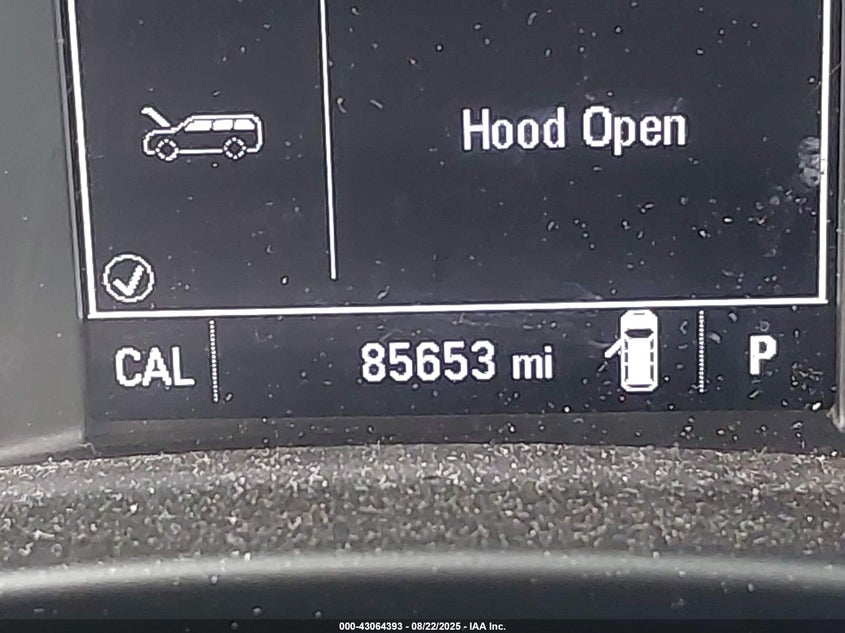 Hood Open
CAL 85653 mi P
000-43064393 - 08/22/2025 - IAA Inc.